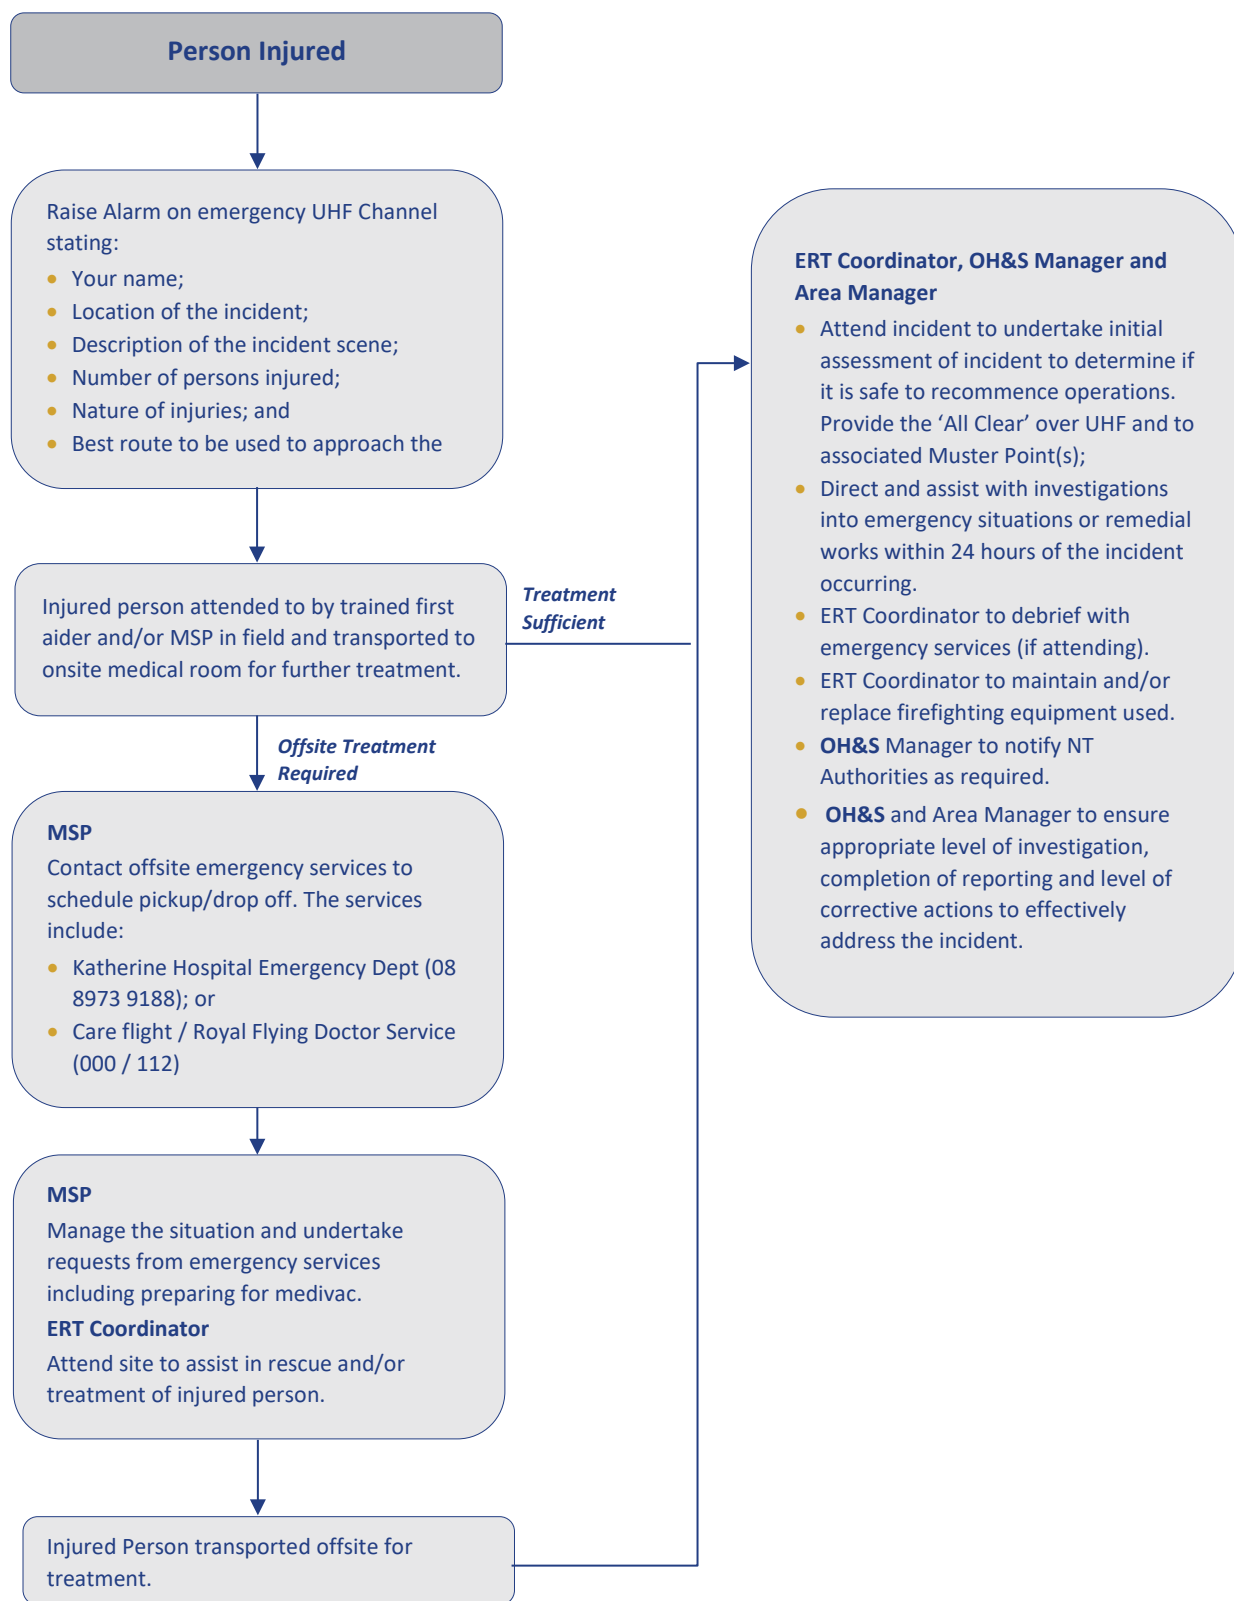 Person Injured
Raise Alarm on emergency UHF Channel
stating:
• Your name;
• Location of the incident;
• Description of the incident scene;
• Number of persons injured;
• Nature of injuries; and
• Best route to be used to approach the
Injured person attended to by trained first
aider and/or MSP in field and transported to
onsite medical room for further treatment.
Treatment
Sufficient
Offsite Treatment
Required
MSP
Contact offsite emergency services to
schedule pickup/drop off. The services
include:
• Katherine Hospital Emergency Dept (08
8973 9188); or
• Care flight / Royal Flying Doctor Service
(000 / 112)
MSP
Manage the situation and undertake
requests from emergency services
including preparing for medivac.
ERT Coordinator
Attend site to assist in rescue and/or
treatment of injured person.
Injured Person transported offsite for
treatment.
ERT Coordinator, OH&S Manager and
Area Manager
• Attend incident to undertake initial
assessment of incident to determine if
it is safe to recommence operations.
Provide the ‘All Clear’ over UHF and to
associated Muster Point(s);
• Direct and assist with investigations
into emergency situations or remedial
works within 24 hours of the incident
occurring.
• ERT Coordinator to debrief with
emergency services (if attending).
• ERT Coordinator to maintain and/or
replace firefighting equipment used.
• OH&S Manager to notify NT
Authorities as required.
• OH&S and Area Manager to ensure
appropriate level of investigation,
completion of reporting and level of
corrective actions to effectively
address the incident.